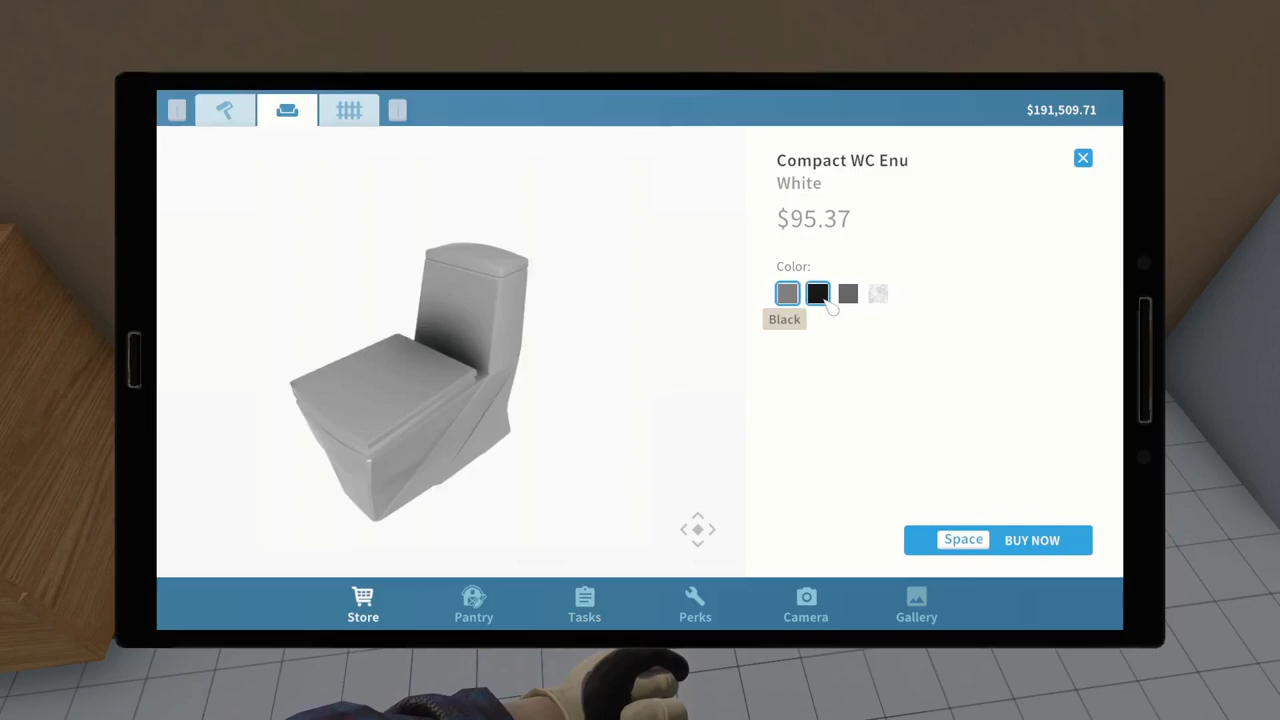 $191,509.71
Compact WC Enu
White
$95.37
Color:
Black
Space BUY NOW
Store Pantry Tasks Perks Camera Gallery